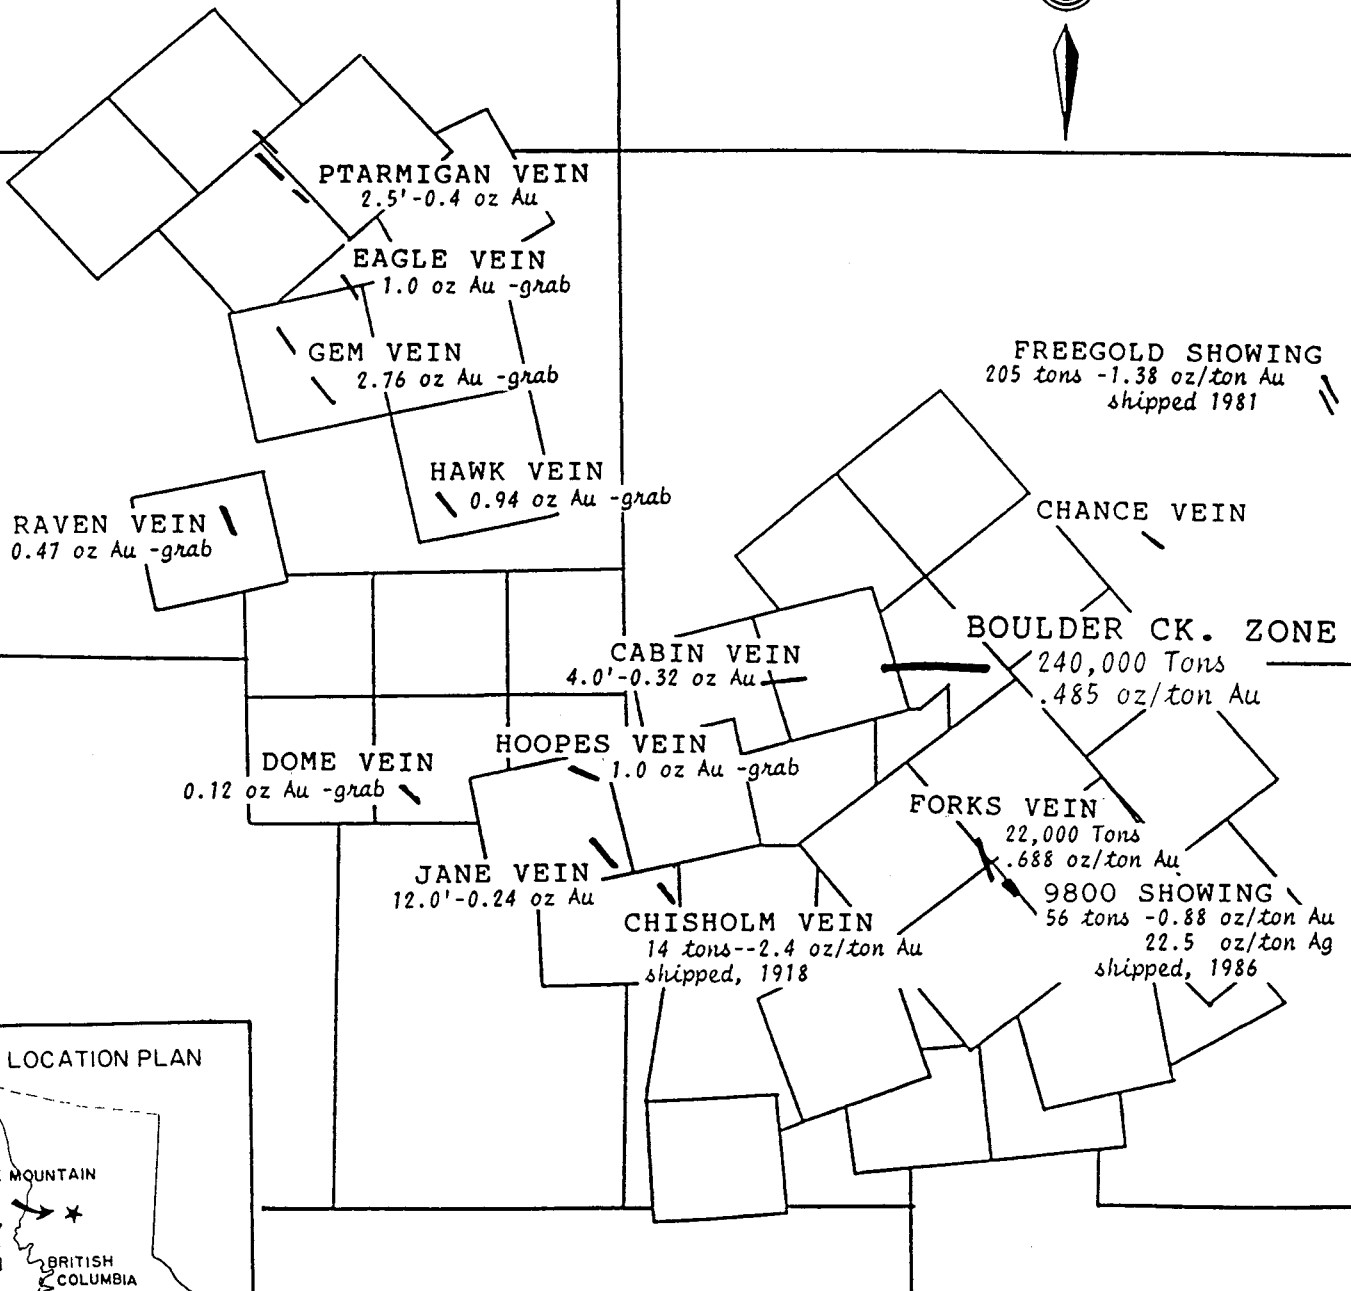 PTARMIGAN VEIN
2.5'-0.4 oz Au
EAGLE VEIN
1.0 oz Au -grab
GEM VEIN
2.76 oz Au -grab
FREEGOLD SHOWING
205 tons -1.38 oz/ton Au
shipped 1981
HAWK VEIN
0.94 oz Au -grab
RAVEN VEIN
0.47 oz Au -grab
CHANCE VEIN
BOULDER CK. ZONE
240,000 Tons
.485 oz/ton Au
CABIN VEIN
4.0'-0.32 oz Au
HOOPES VEIN
1.0 oz Au -grab
DOME VEIN
0.12 oz Au -grab
FORKS VEIN
22,000 Tons
.688 oz/ton Au
JANE VEIN
12.0'-0.24 oz Au
9800 SHOWING
56 tons -0.88 oz/ton Au
22.5 oz/ton Ag
shipped, 1986
CHISHOLM VEIN
14 tons--2.4 oz/ton Au
shipped, 1918
LOCATION PLAN
MOUNTAIN
BRITISH
COLUMBIA